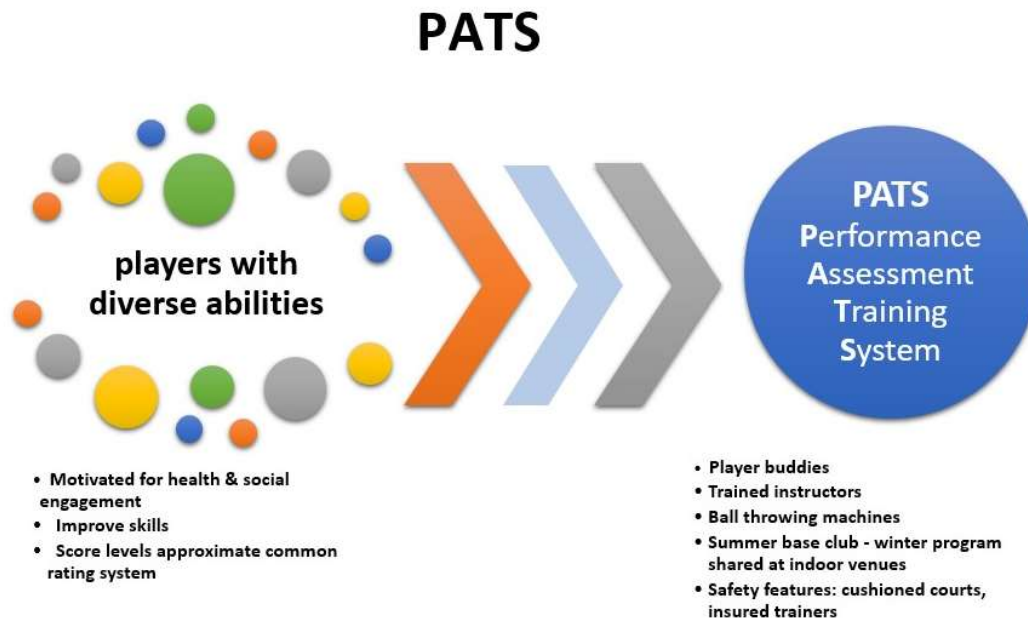 PATS
players with
diverse abilities
• Motivated for health & social
engagement
• Improve skills
• Score levels approximate common
rating system
PATS
Performance
Assessment
Training
System
• Player buddies
• Trained instructors
• Ball throwing machines
• Summer base club - winter program
shared at indoor venues
• Safety features: cushioned courts,
insured trainers